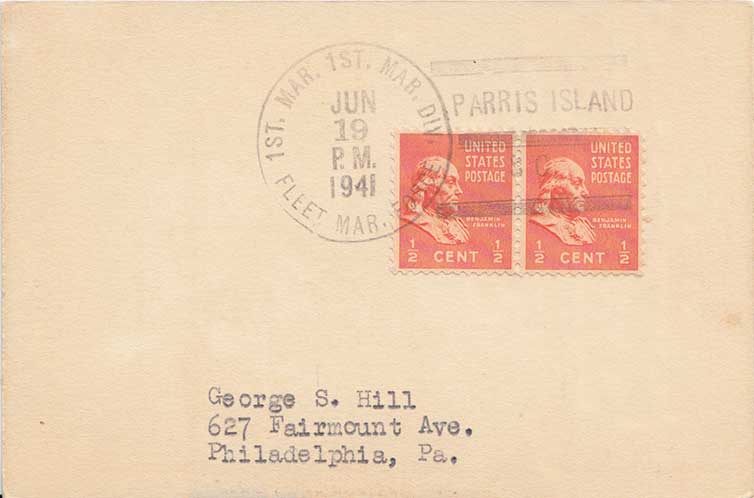 1ST. MAR. 1ST. MAR. DIV.
FLEET MAR. FORCE
JUN
19
P.M.
1941
PARRIS ISLAND
S. C.
UNITED
STATES
POSTAGE
BENJAMIN
FRANKLIN
1/2 CENT 1/2
UNITED
STATES
POSTAGE
BENJAMIN
FRANKLIN
1/2 CENT 1/2
George S. Hill
627 Fairmount Ave.
Philadelphia, Pa.